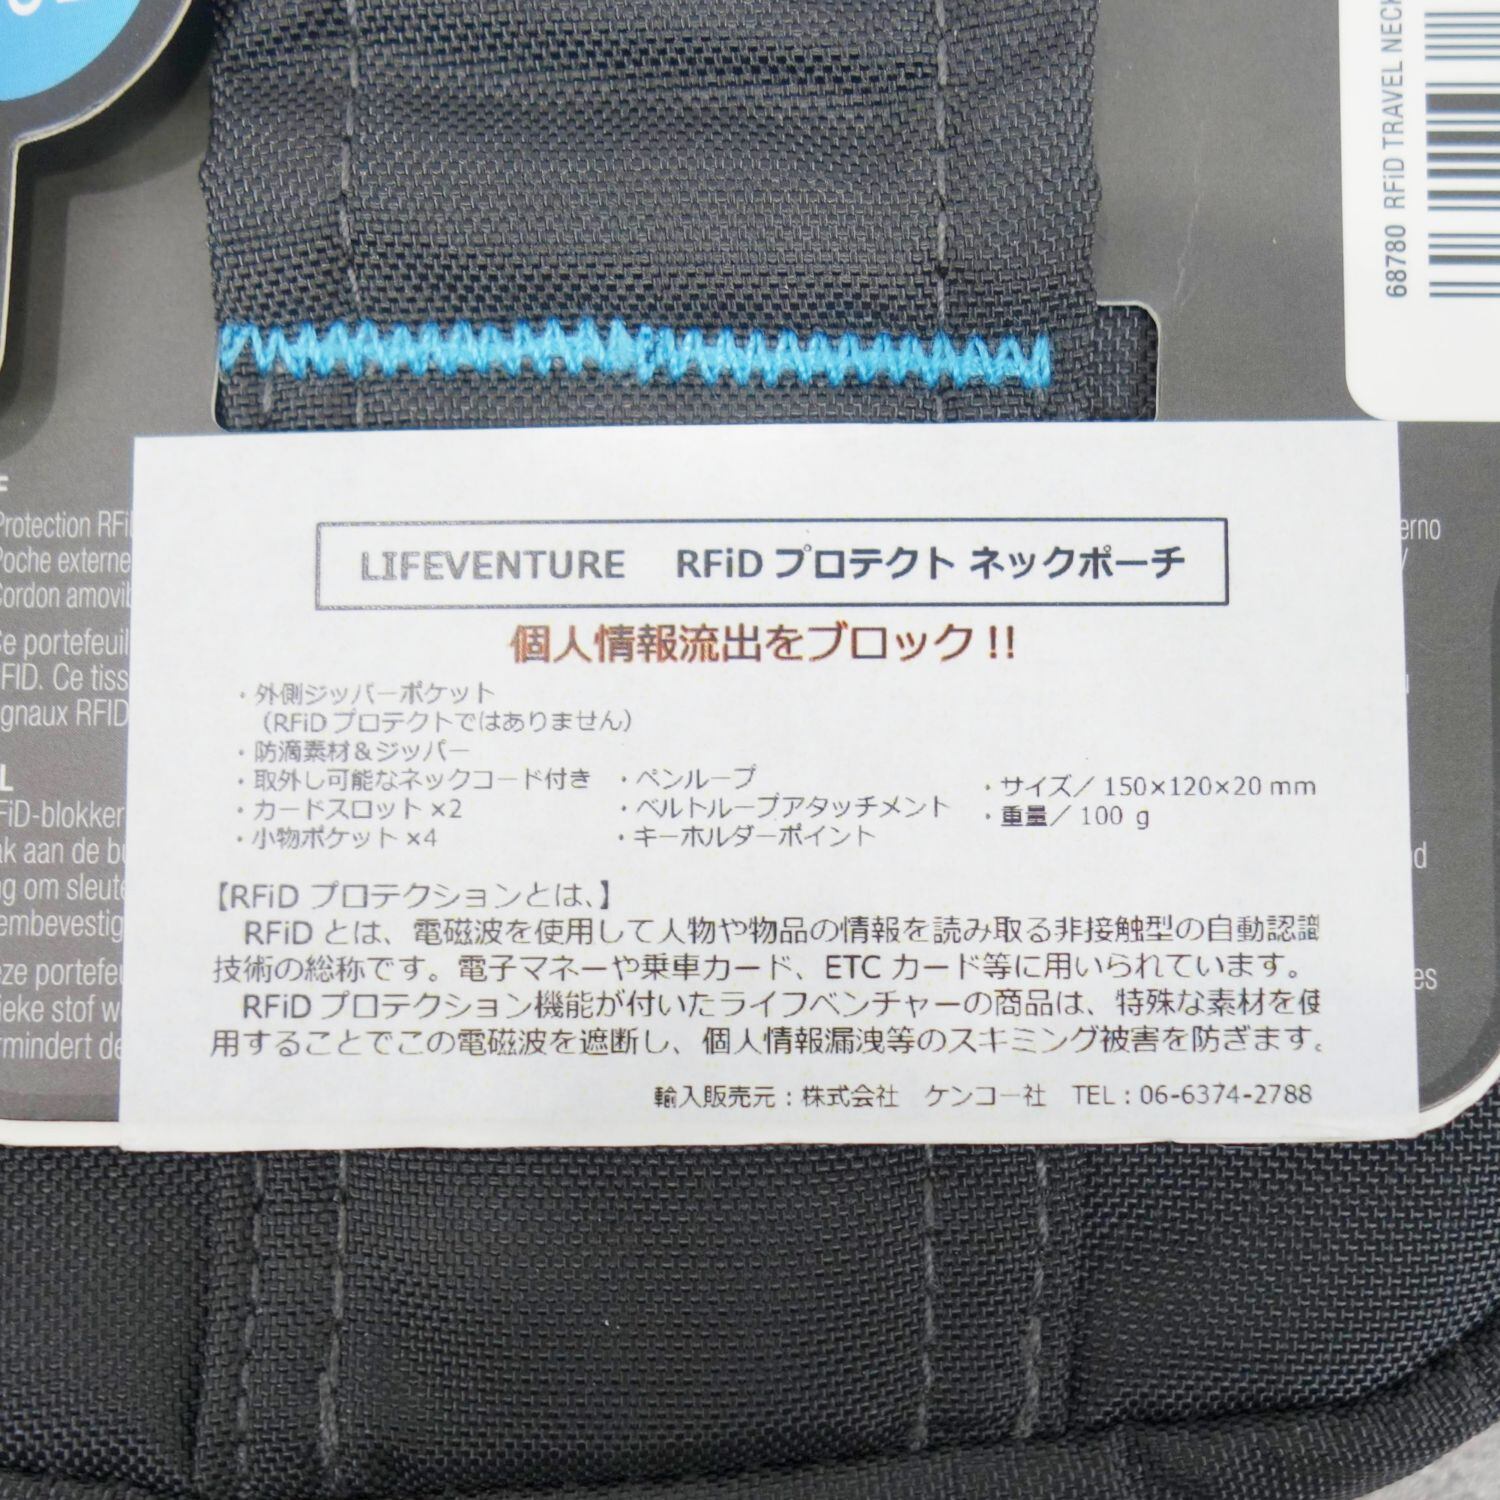 68780 RFiD TRAVEL NECK
F
Protection RFi
Poche externe
Cordon amovib
Ce portefeuil
RFID. Ce tiss
gnaux RFID
L
FiD-blokker
ak aan de bu
ng om sleute
embevestig
eze portefeu
ieke stof w
rmindert de
LIFEVENTURE RFiD プロテクト ネックポーチ
個人情報流出をブロック!!
・外側ジッパーポケット
（RFiD プロテクトではありません）
・防滴素材＆ジッパー
・取外し可能なネックコード付き
・カードスロット ×2
・小物ポケット ×4
・ペンループ
・ベルトループアタッチメント
・キーホルダーポイント
・サイズ／ 150×120×20 mm
・重量／ 100 g
【RFiD プロテクションとは、】
RFiD とは、電磁波を使用して人物や物品の情報を読み取る非接触型の自動認識
技術の総称です。電子マネーや乗車カード、ETC カード等に用いられています。
RFiD プロテクション機能が付いたライフベンチャーの商品は、特殊な素材を使
用することでこの電磁波を遮断し、個人情報漏洩等のスキミング被害を防ぎます。
輸入販売元：株式会社 ケンコー社 TEL：06-6374-2788
erno
d
es